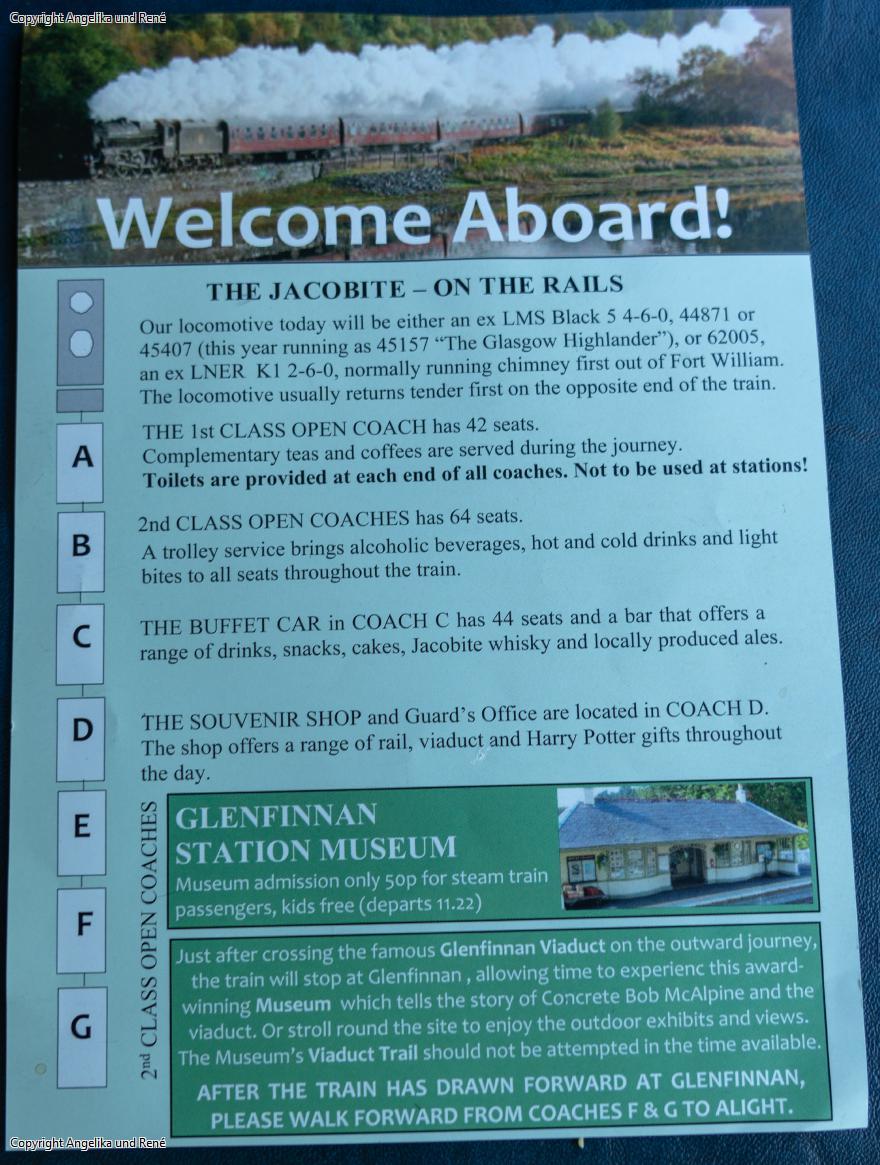 Copyright Angelika und René
Welcome Aboard!
THE JACOBITE – ON THE RAILS
Our locomotive today will be either an ex LMS Black 5 4-6-0, 44871 or
45407 (this year running as 45157 “The Glasgow Highlander”), or 62005,
an ex LNER K1 2-6-0, normally running chimney first out of Fort William.
The locomotive usually returns tender first on the opposite end of the train.
A
THE 1st CLASS OPEN COACH has 42 seats.
Complementary teas and coffees are served during the journey.
Toilets are provided at each end of all coaches. Not to be used at stations!
B
2nd CLASS OPEN COACHES has 64 seats.
A trolley service brings alcoholic beverages, hot and cold drinks and light
bites to all seats throughout the train.
C
THE BUFFET CAR in COACH C has 44 seats and a bar that offers a
range of drinks, snacks, cakes, Jacobite whisky and locally produced ales.
D
THE SOUVENIR SHOP and Guard’s Office are located in COACH D.
The shop offers a range of rail, viaduct and Harry Potter gifts throughout
the day.
E
F
G
2nd CLASS OPEN COACHES
GLENFINNAN
STATION MUSEUM
Museum admission only 50p for steam train
passengers, kids free (departs 11.22)
Just after crossing the famous Glenfinnan Viaduct on the outward journey,
the train will stop at Glenfinnan , allowing time to experienc this award-
winning Museum which tells the story of Concrete Bob McAlpine and the
viaduct. Or stroll round the site to enjoy the outdoor exhibits and views.
The Museum’s Viaduct Trail should not be attempted in the time available.
AFTER THE TRAIN HAS DRAWN FORWARD AT GLENFINNAN,
PLEASE WALK FORWARD FROM COACHES F & G TO ALIGHT.
Copyright Angelika und René